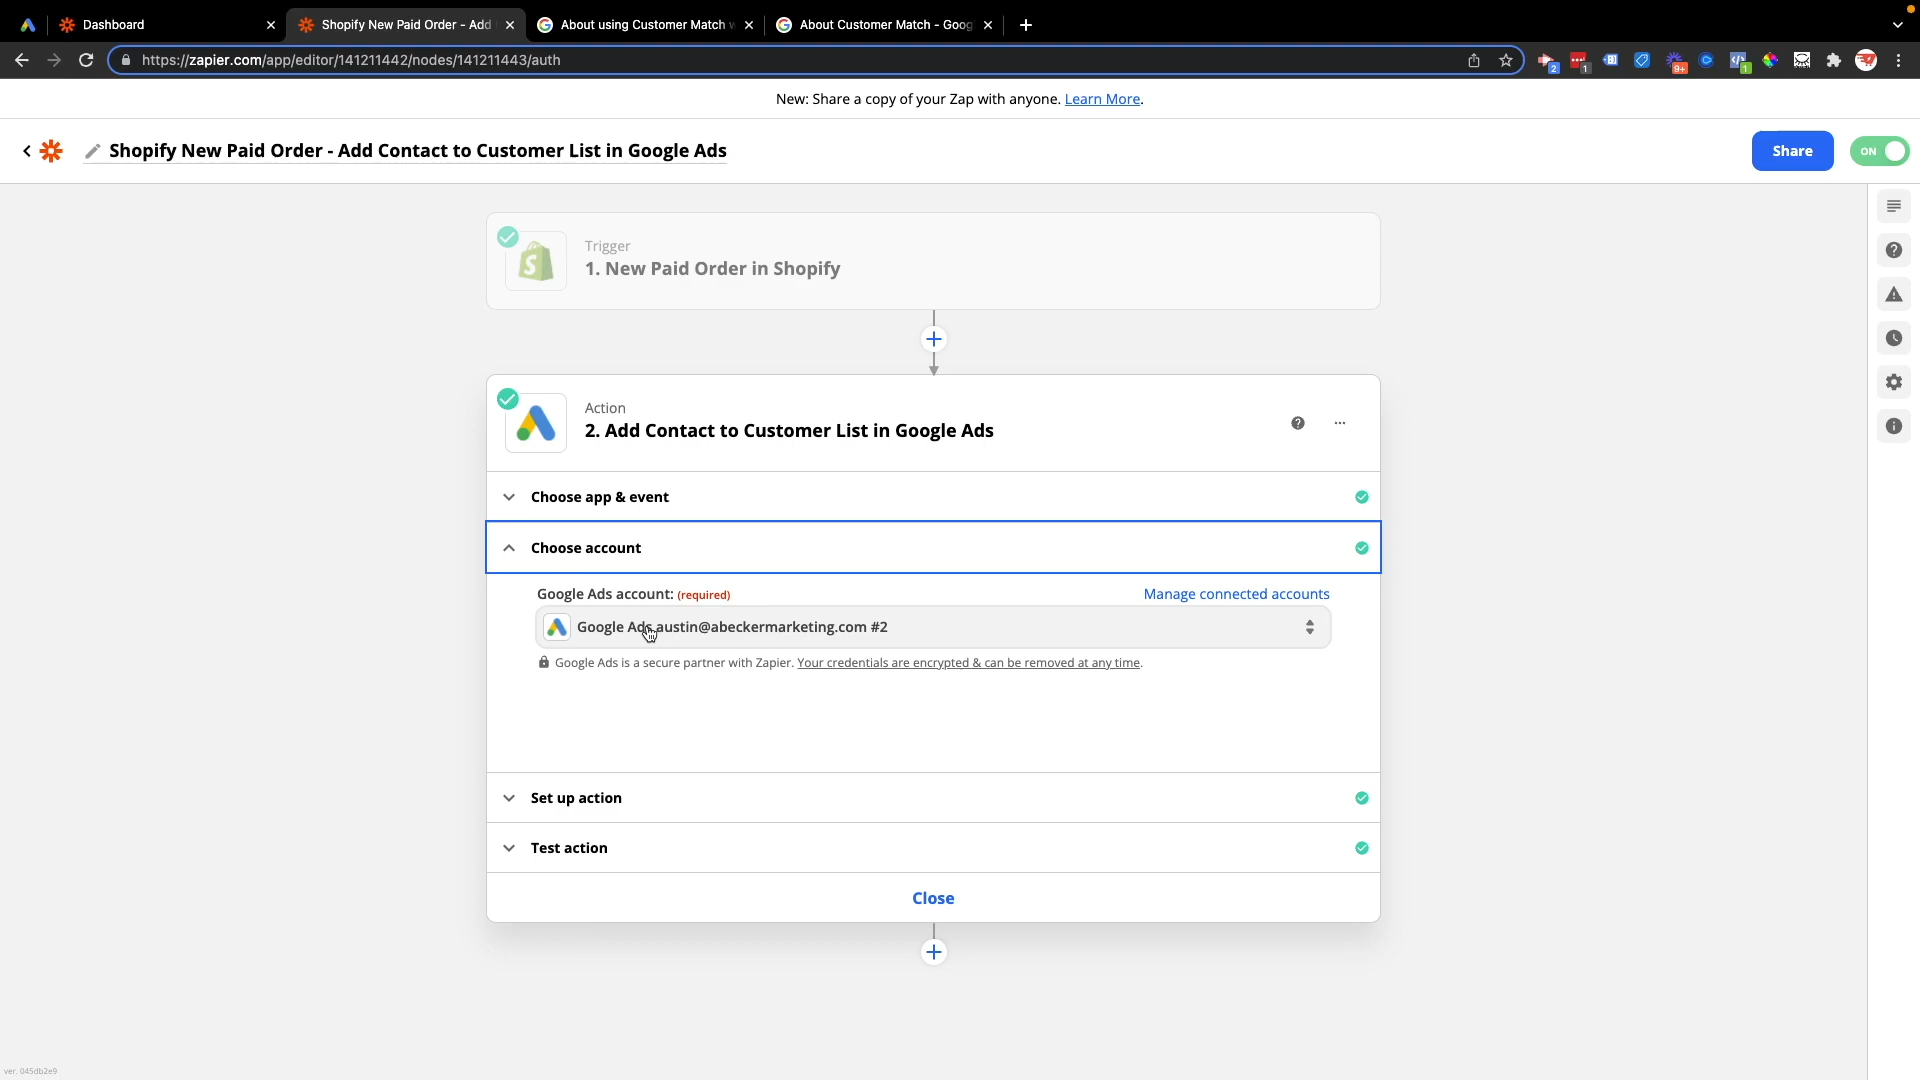 Dashboard
Shopify New Paid Order - Add
About using Customer Match w
About Customer Match - Goog
https://zapier.com/app/editor/141211442/nodes/141211443/auth
2
1
9+
1
New: Share a copy of your Zap with anyone. Learn More.
Shopify New Paid Order - Add Contact to Customer List in Google Ads
Share
ON
Trigger
1. New Paid Order in Shopify
Action
2. Add Contact to Customer List in Google Ads
Choose app & event
Choose account
Google Ads account: (required)
Manage connected accounts
Google Ads austin@abeckermarketing.com #2
Google Ads is a secure partner with Zapier. Your credentials are encrypted & can be removed at any time.
Set up action
Test action
Close
ver. 045db2e9